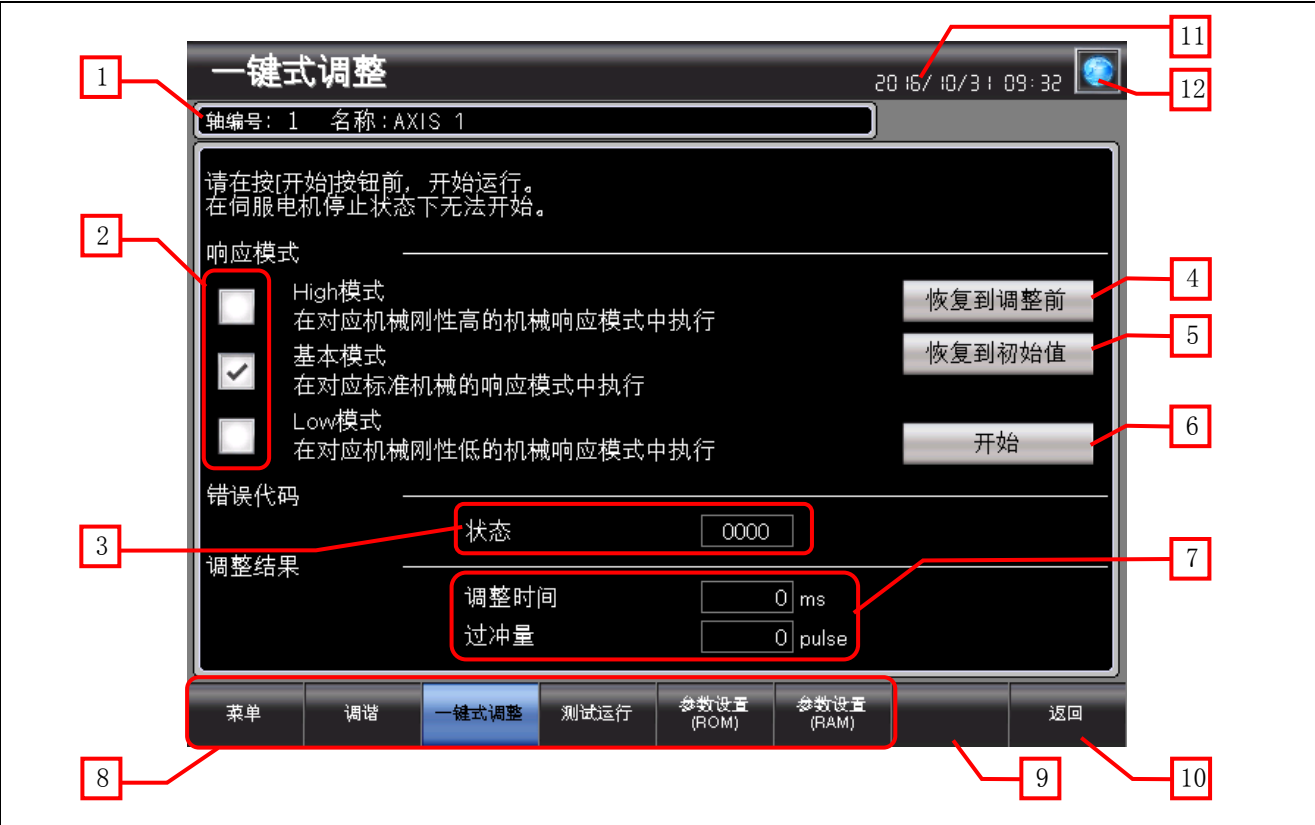 11
一键式调整
2016/10/31 09:32
1
12
轴编号: 1 名称:AXIS 1
请在按[开始]按钮前, 开始运行。
在伺服电机停止状态下无法开始。
2
响应模式
High模式
在对应机械刚性高的机械响应模式中执行
恢复到调整前
4
基本模式
在对应标准机械的响应模式中执行
恢复到初始值
5
Low模式
在对应机械刚性低的机械响应模式中执行
开始
6
错误代码
状态 0000
3
调整结果
7
调整时间 0 ms
过冲量 0 pulse
菜单
调谐
一键式调整
测试运行
参数设置
(ROM)
参数设置
(RAM)
返回
8
9
10